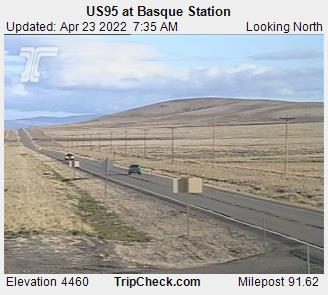 US95 at Basque Station
Updated: Apr 23 2022 7:35 AM Looking North
Elevation 4460 TripCheck.com Milepost 91.62